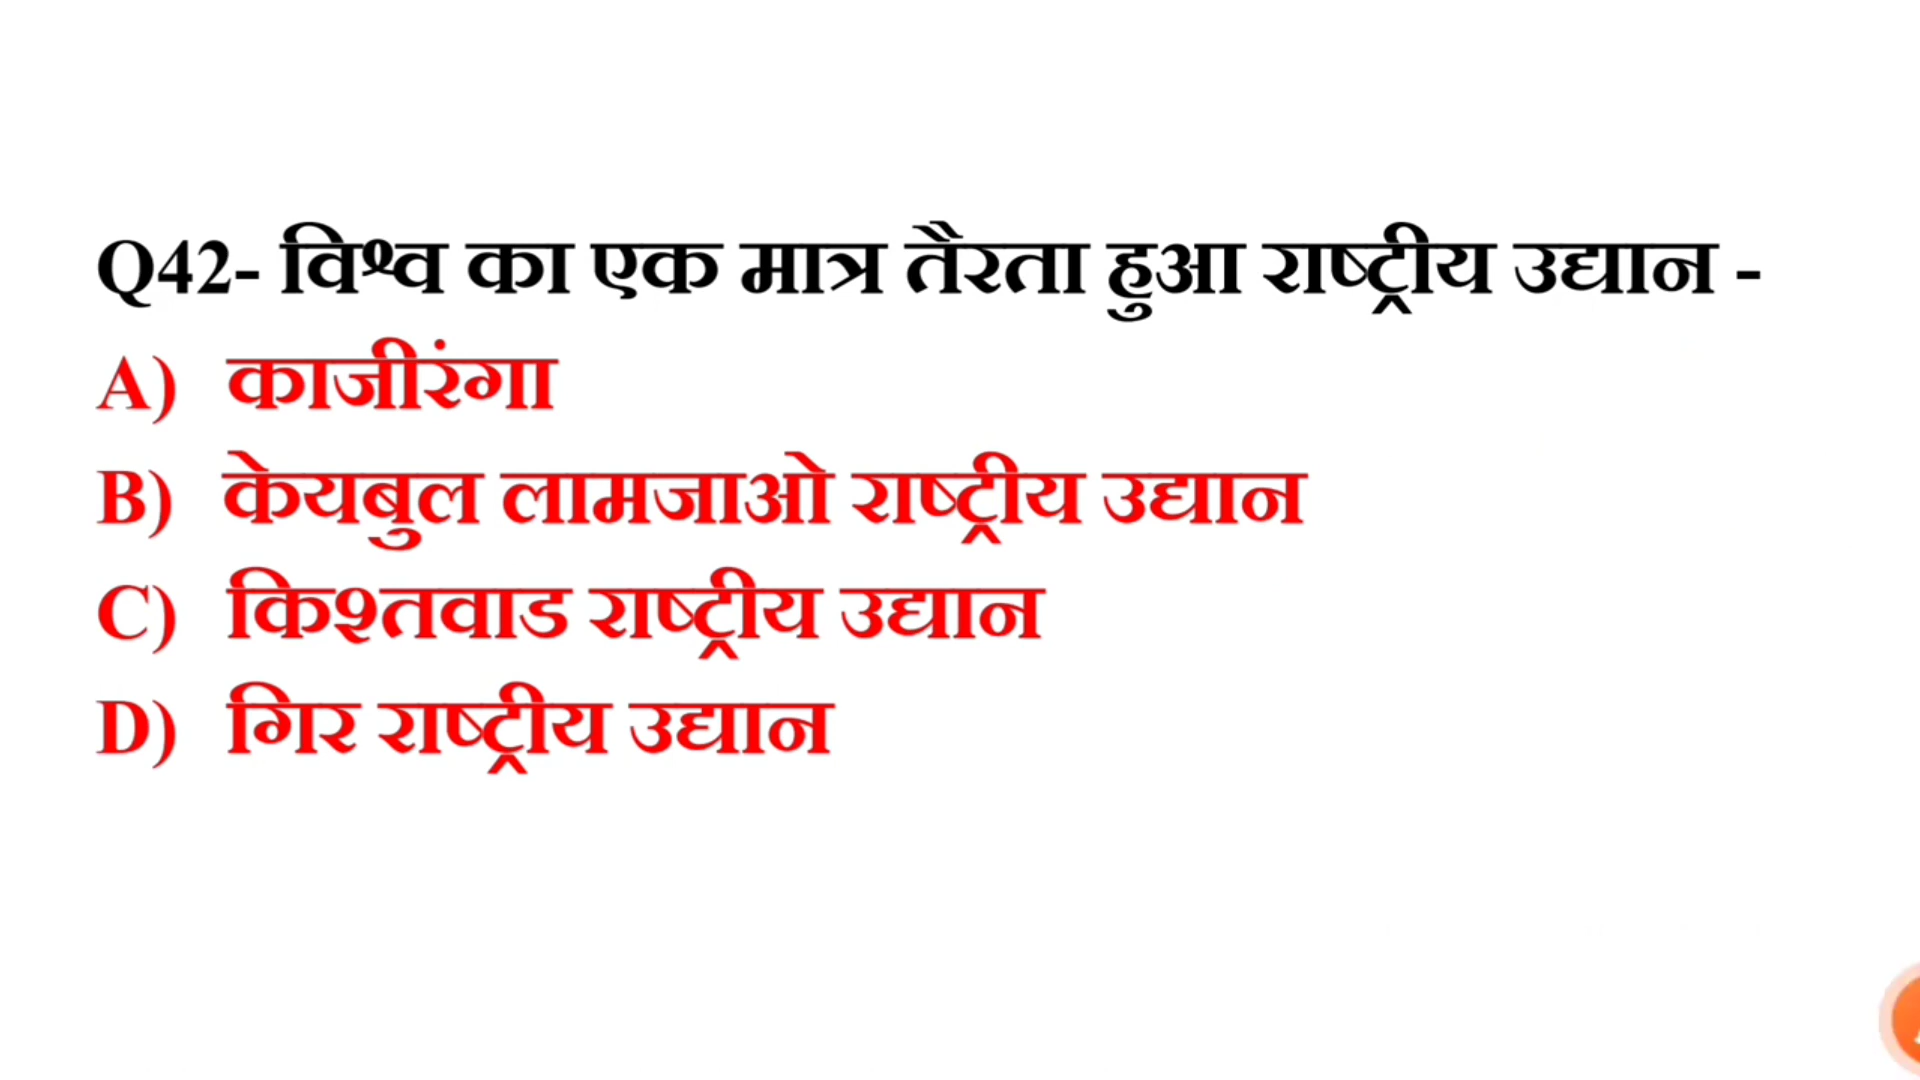 Q42- विश्व का एक मात्र तैरता हुआ राष्ट्रीय उद्यान -
A) काजीरंगा
B) केयबुल लामजाओ राष्ट्रीय उद्यान
C) किश्तवाड राष्ट्रीय उद्यान
D) गिर राष्ट्रीय उद्यान